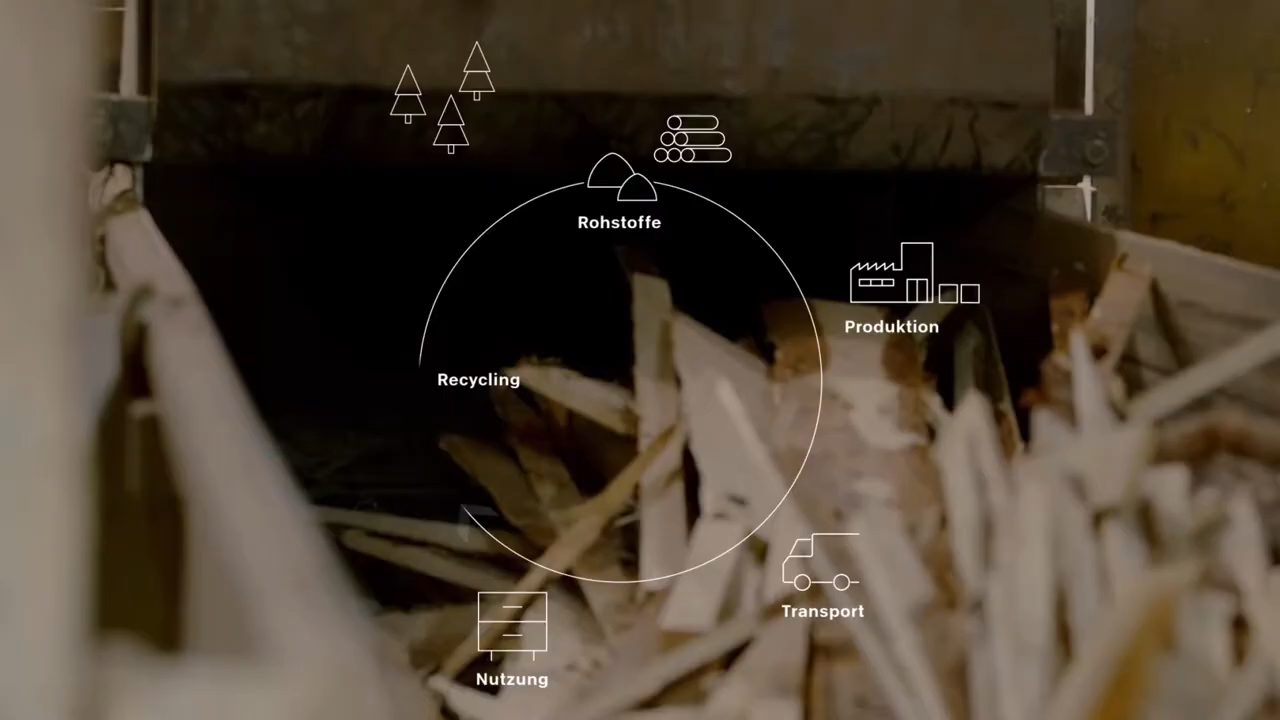 Rohstoffe
Produktion
Recycling
Transport
Nutzung